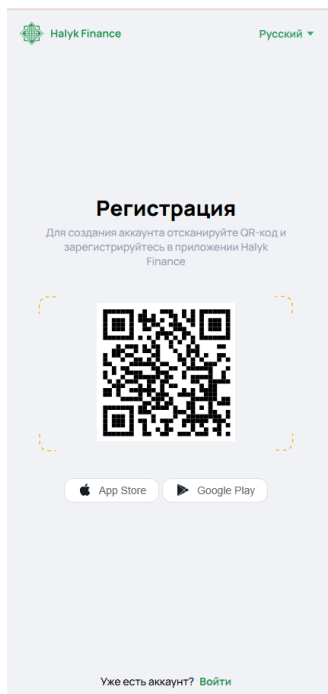 Halyk Finance
Русский
Регистрация
Для создания аккаунта отсканируйте QR-код и
зарегистрируйтесь в приложении Halyk
Finance
App Store
Google Play
Уже есть аккаунт? Войти